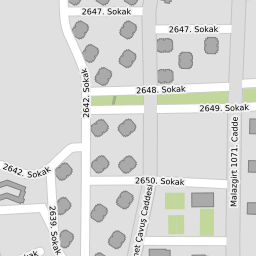 2647. Sokak
2647. Sokak
2642. Sokak
2648. Sokak
2649. Sokak
Malazgirt 1071. Cadde
2642. Sokak
2650. Sokak
2639. Sokak
Çavuş Caddesi